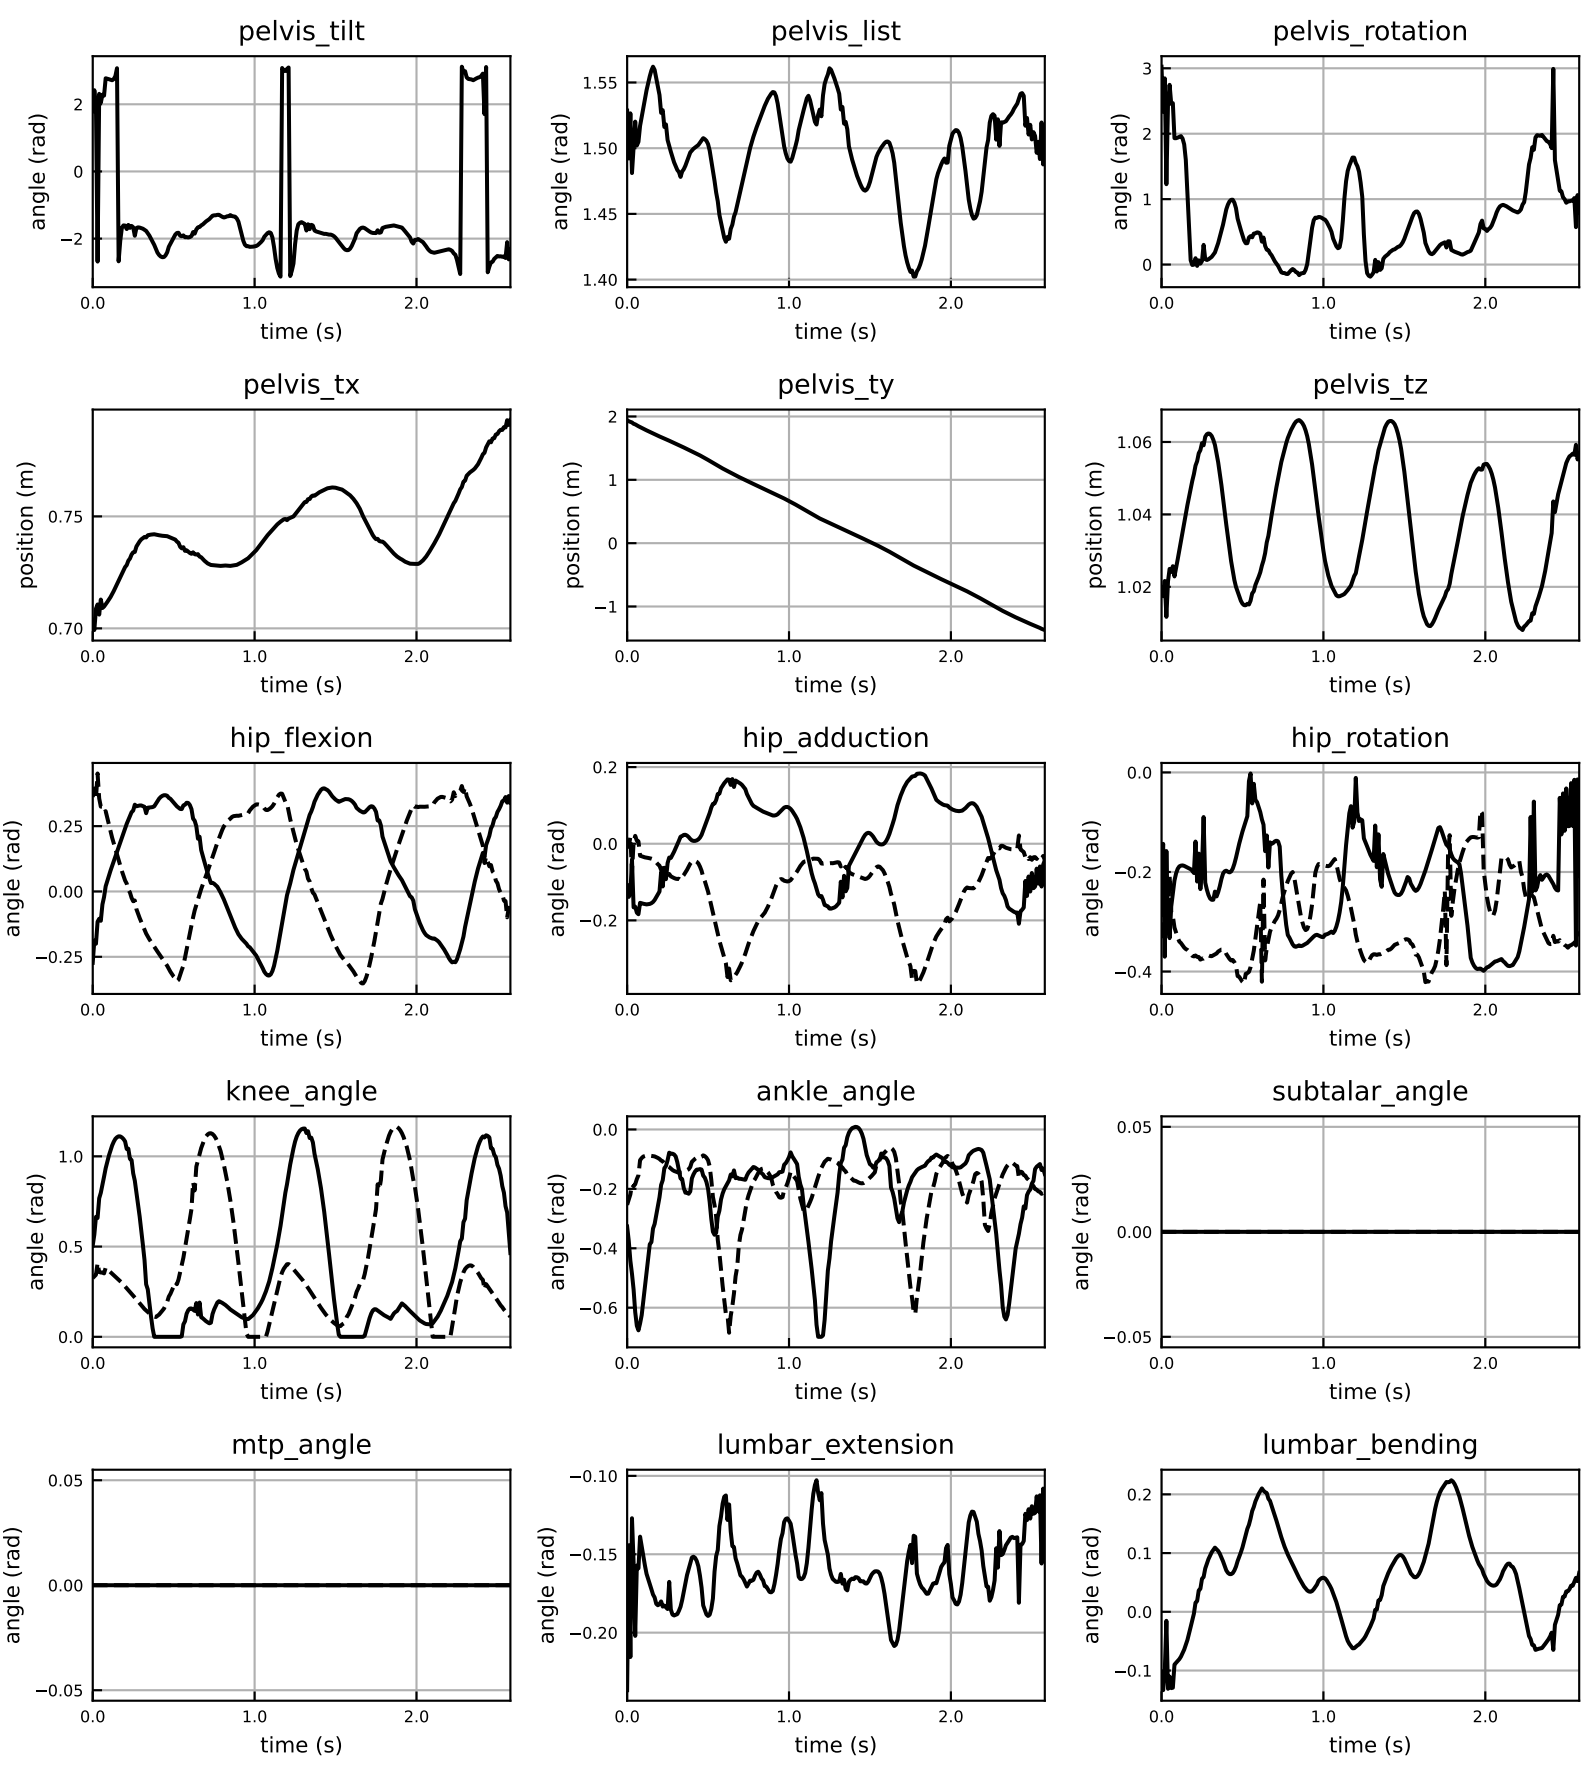 pelvis_tilt
angle (rad)
2
0
−2
0.0 1.0 2.0
time (s)
pelvis_list
angle (rad)
1.55
1.50
1.45
1.40
0.0 1.0 2.0
time (s)
pelvis_rotation
angle (rad)
3
2
1
0
0.0 1.0 2.0
time (s)
pelvis_tx
position (m)
0.75
0.70
0.0 1.0 2.0
time (s)
pelvis_ty
position (m)
2
1
0
−1
0.0 1.0 2.0
time (s)
pelvis_tz
position (m)
1.06
1.04
1.02
0.0 1.0 2.0
time (s)
hip_flexion
angle (rad)
0.25
0.00
−0.25
0.0 1.0 2.0
time (s)
hip_adduction
angle (rad)
0.2
0.0
−0.2
0.0 1.0 2.0
time (s)
hip_rotation
angle (rad)
0.0
−0.2
−0.4
0.0 1.0 2.0
time (s)
knee_angle
angle (rad)
1.0
0.5
0.0
0.0 1.0 2.0
time (s)
ankle_angle
angle (rad)
0.0
−0.2
−0.4
−0.6
0.0 1.0 2.0
time (s)
subtalar_angle
angle (rad)
0.05
0.00
−0.05
0.0 1.0 2.0
time (s)
mtp_angle
angle (rad)
0.05
0.00
−0.05
0.0 1.0 2.0
time (s)
lumbar_extension
angle (rad)
−0.10
−0.15
−0.20
0.0 1.0 2.0
time (s)
lumbar_bending
angle (rad)
0.2
0.1
0.0
−0.1
0.0 1.0 2.0
time (s)